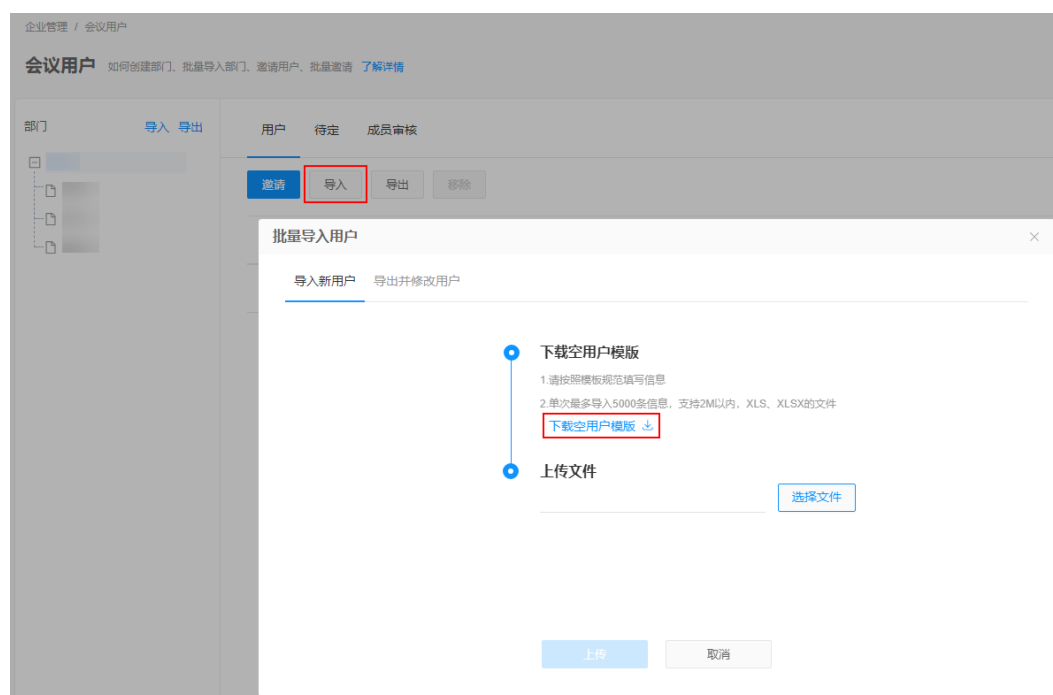 企业管理 / 会议用户
会议用户 如何创建部门、批量导入部门、邀请用户、批量邀请 了解详情
部门 导入 导出
用户 待定 成员审核
邀请 导入 导出 移除
批量导入用户
导入新用户 导出并修改用户
下载空用户模版
1.请按照模板规范填写信息
2.单次最多导入5000条信息，支持2M以内，XLS、XLSX的文件
下载空用户模版
上传文件
选择文件
上传 取消